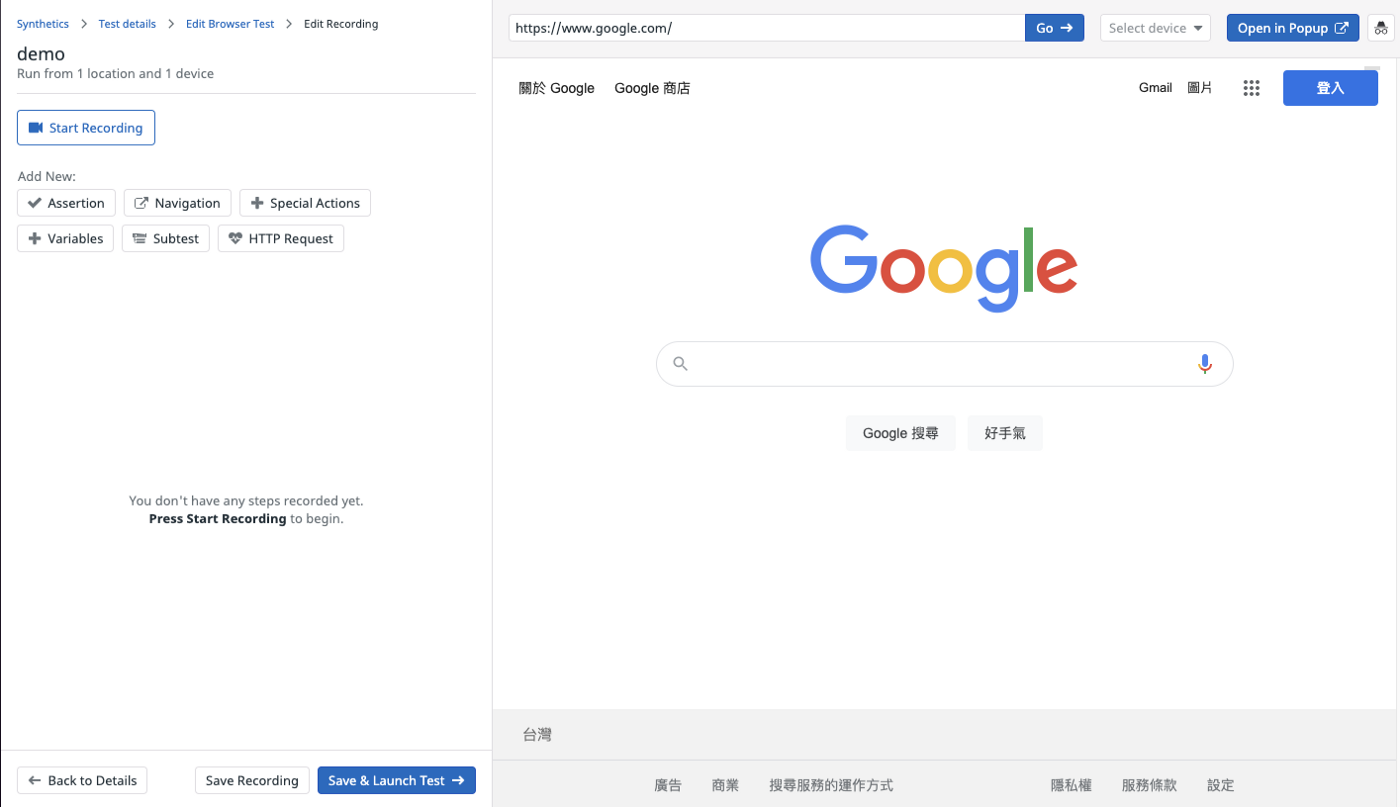 Synthetics > Test details > Edit Browser Test > Edit Recording
demo
Run from 1 location and 1 device
Start Recording
Add New:
Assertion Navigation Special Actions
Variables Subtest HTTP Request
You don't have any steps recorded yet.
Press Start Recording to begin.
Back to Details Save Recording Save & Launch Test
https://www.google.com/ Go Select device Open in Popup
關於 Google Google 商店 Gmail 圖片 登入
Google
Google 搜尋 好手氣
台灣
廣告 商業 搜尋服務的運作方式 隱私權 服務條款 設定